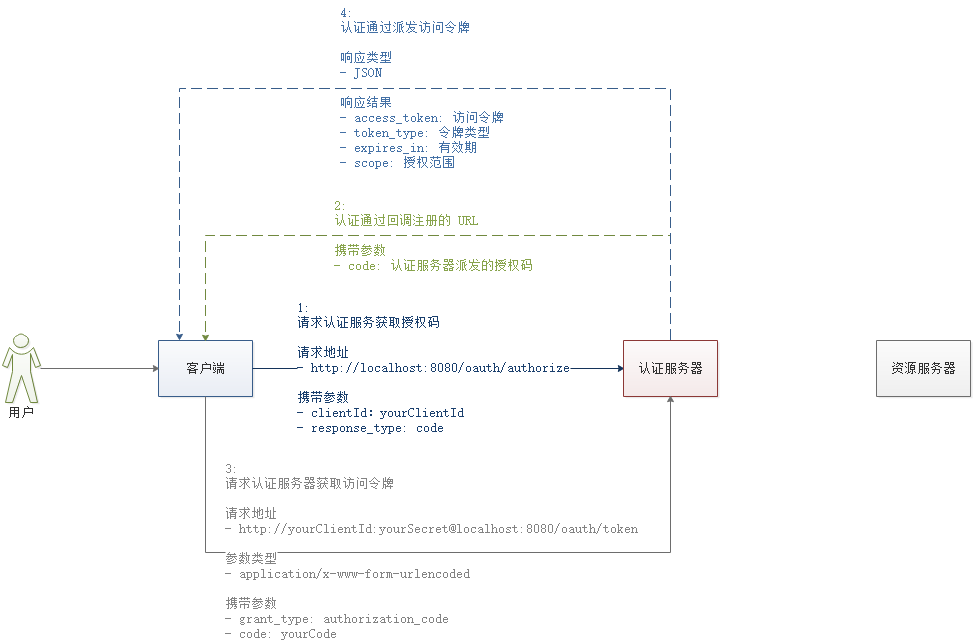 4:
认证通过派发访问令牌
响应类型
- JSON
响应结果
- access_token: 访问令牌
- token_type: 令牌类型
- expires_in: 有效期
- scope: 授权范围
2:
认证通过回调注册的 URL
携带参数
- code: 认证服务器派发的授权码
1:
请求认证服务获取授权码
请求地址
- http://localhost:8080/oauth/authorize
携带参数
- clientId: yourClientId
- response_type: code
用户
客户端
认证服务器
资源服务器
3:
请求认证服务器获取访问令牌
请求地址
- http://yourClientId:yourSecret@localhost:8080/oauth/token
参数类型
- application/x-www-form-urlencoded
携带参数
- grant_type: authorization_code
- code: yourCode